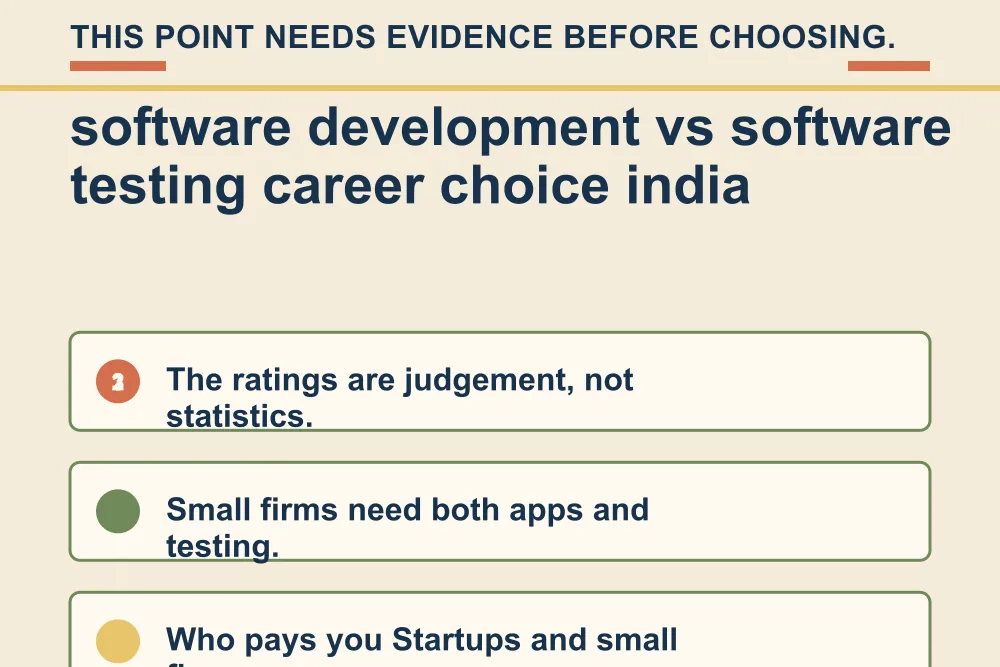 THIS POINT NEEDS EVIDENCE BEFORE CHOOSING.
software development vs software
testing career choice india
The ratings are judgement, not
statistics.
Small firms need both apps and
testing.
Who pays you Startups and small